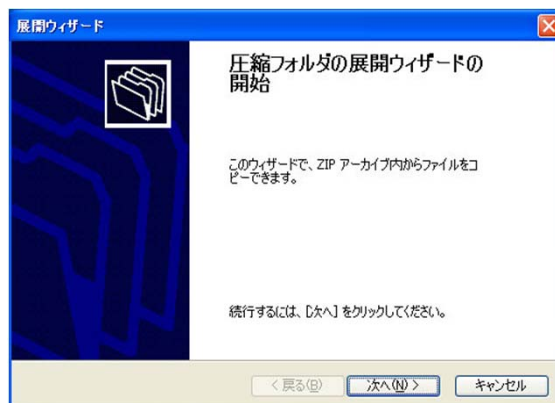 展開ウィザード
圧縮フォルダの展開ウィザードの
開始
このウィザードで、ZIP アーカイブ内からファイルをコ
ピーできます。
続行するには、[次へ] をクリックしてください。
< 戻る(B)
次へ(N) >
キャンセル